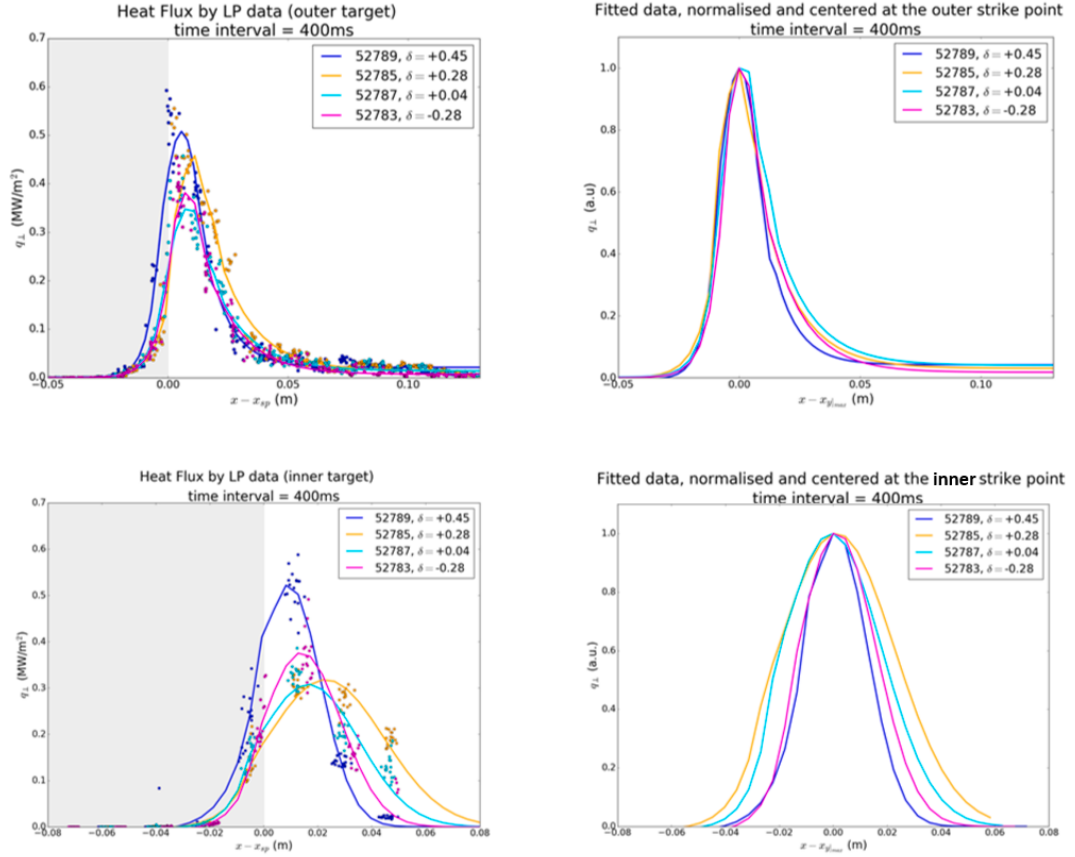 Heat Flux by LP data (outer target)
time interval = 400ms
0.7
0.6
0.5
0.4
0.3
0.2
0.1
0.0
q⊥ (MW/m²)
52789, δ = +0.45
52785, δ = +0.28
52787, δ = +0.04
52783, δ = -0.28
−0.05
0.00
0.05
0.10
x − x_sp (m)
Fitted data, normalised and centered at the outer strike point
time interval = 400ms
1.0
0.8
0.6
0.4
0.2
0.0
q⊥ (a.u)
52789, δ = +0.45
52785, δ = +0.28
52787, δ = +0.04
52783, δ = -0.28
−0.05
0.00
0.05
0.10
(m)
Heat Flux by LP data (inner target)
time interval = 400ms
0.7
0.6
0.5
0.4
0.3
0.2
0.1
0.0
q⊥ (MW/m²)
52789, δ = +0.45
52785, δ = +0.28
52787, δ = +0.04
52783, δ = -0.28
−0.08
−0.06
−0.04
−0.02
0.00
0.02
0.04
0.06
0.08
x − x_sp (m)
Fitted data, normalised and centered at the inner strike point
time interval = 400ms
1.0
0.8
0.6
0.4
0.2
0.0
q⊥ (a.u.)
52789, δ = +0.45
52785, δ = +0.28
52787, δ = +0.04
52783, δ = -0.28
−0.08
−0.06
−0.04
−0.02
0.00
0.02
0.04
0.06
0.08
(m)